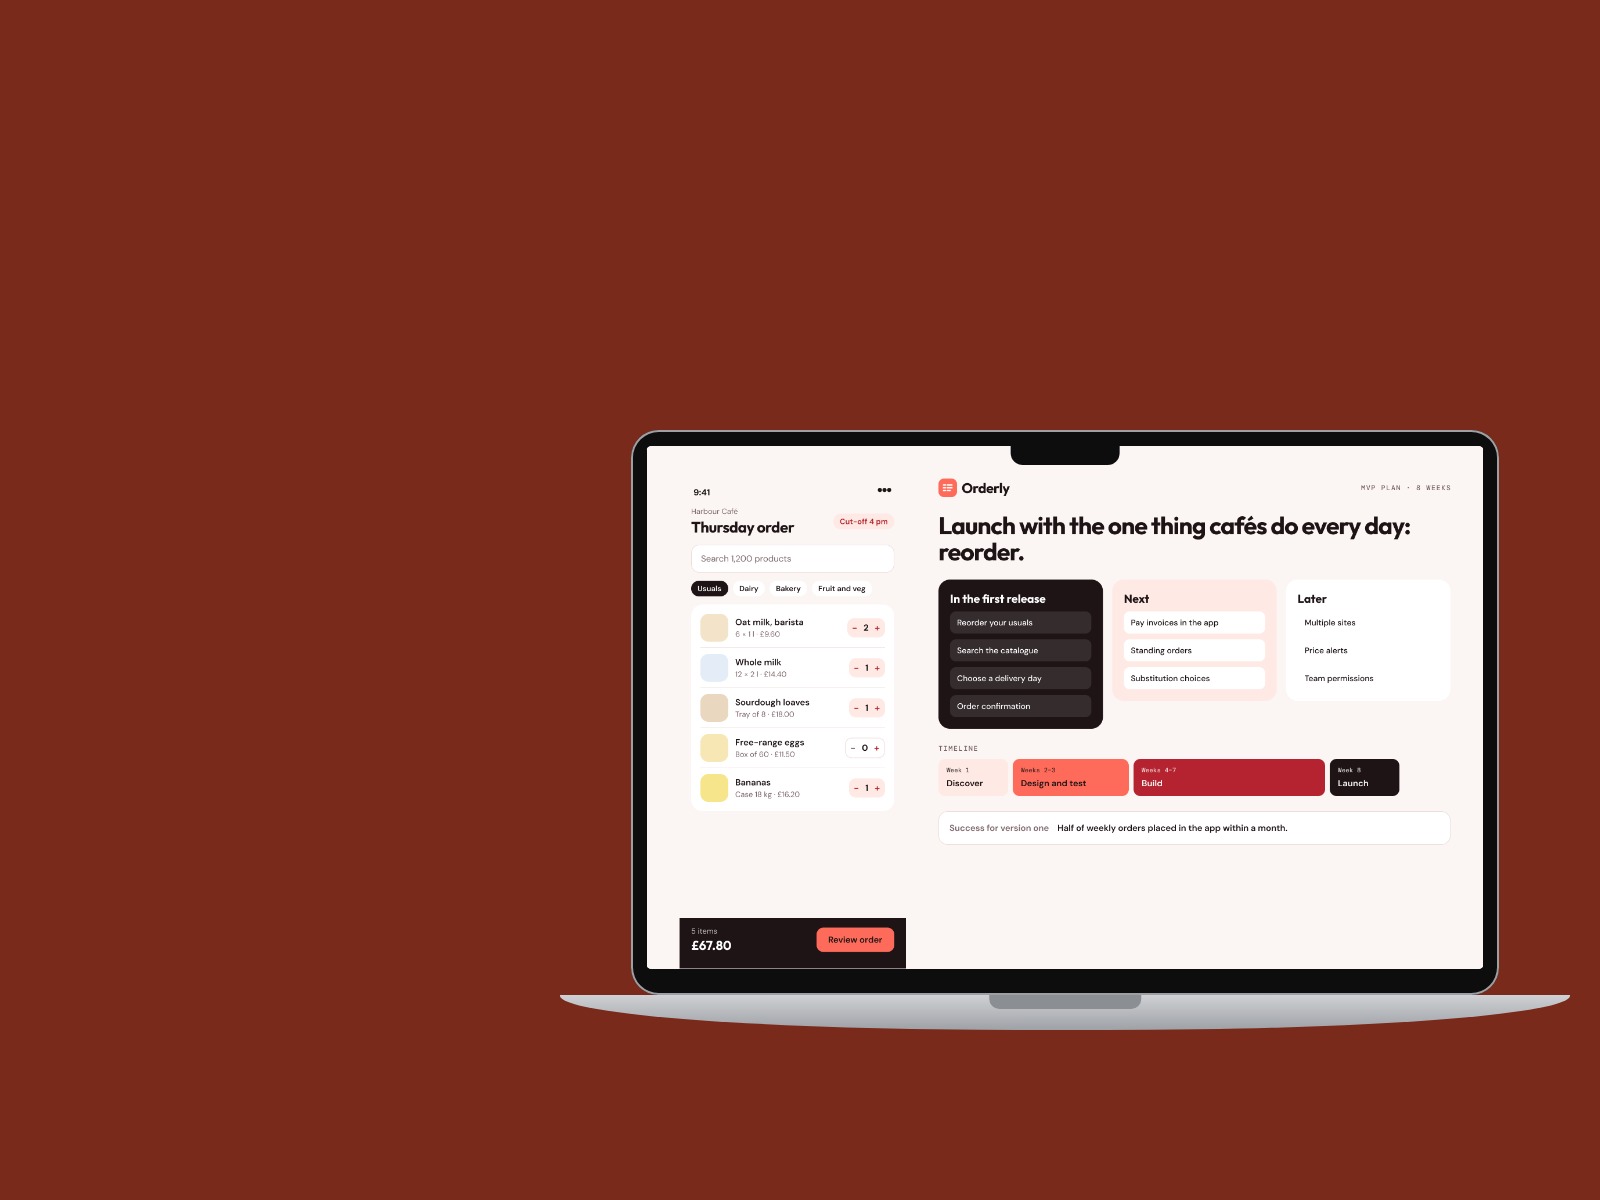 9:41
Harbour Café
Thursday order
Cut-off 4 pm
Search 1,200 products
Usuals
Dairy
Bakery
Fruit and veg
Oat milk, barista
6 × 1 l · £9.60
− 2 +
Whole milk
12 × 2 l · £14.40
− 1 +
Sourdough loaves
Tray of 8 · £18.00
− 1 +
Free-range eggs
Box of 60 · £11.50
− 0 +
Bananas
Case 18 kg · £16.20
− 1 +
5 items
£67.80
Review order
Orderly
MVP PLAN · 8 WEEKS
Launch with the one thing cafés do every day:
reorder.
In the first release
Reorder your usuals
Search the catalogue
Choose a delivery day
Order confirmation
Next
Pay invoices in the app
Standing orders
Substitution choices
Later
Multiple sites
Price alerts
Team permissions
TIMELINE
Week 1
Discover
Weeks 2–3
Design and test
Weeks 4–7
Build
Week 8
Launch
Success for version one Half of weekly orders placed in the app within a month.